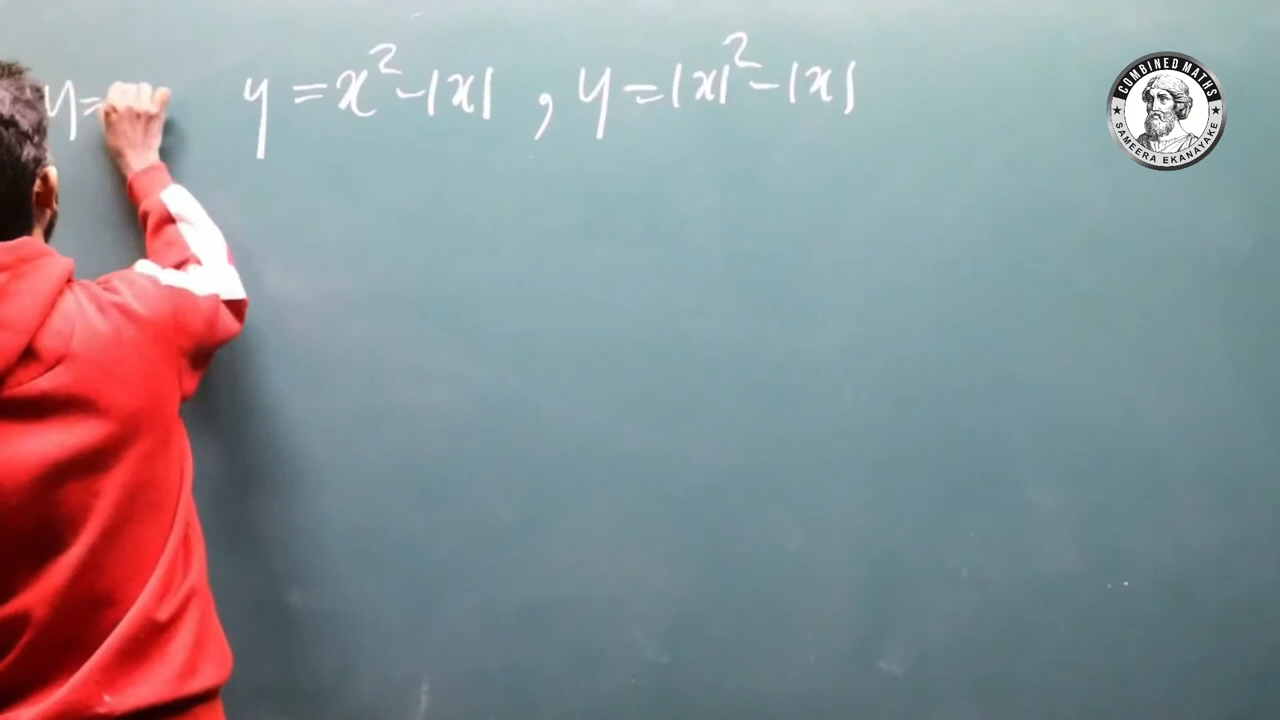 y= y = x² - |x| , y = |x|² - |x|
COMBINED MATHS
SAMEERA EKANAYAKE